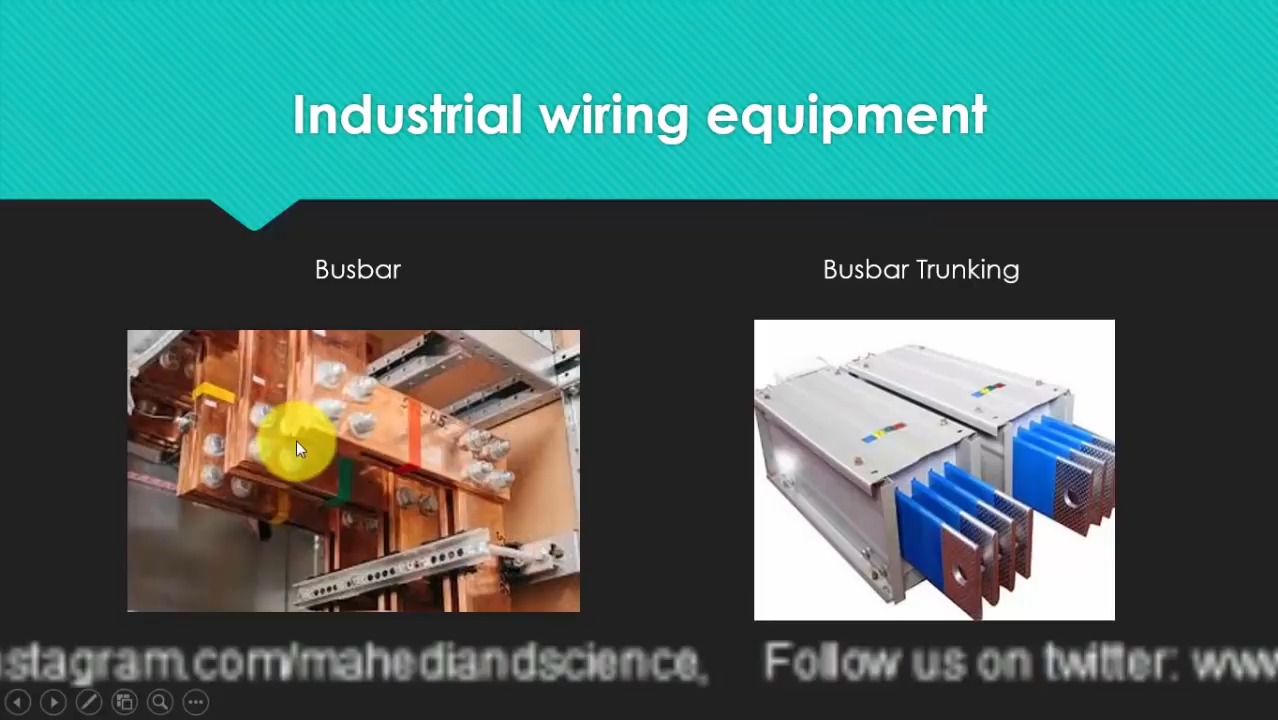 Industrial wiring equipment
Busbar
Busbar Trunking
stagram.com/mahediandscience, Follow us on twitter: www